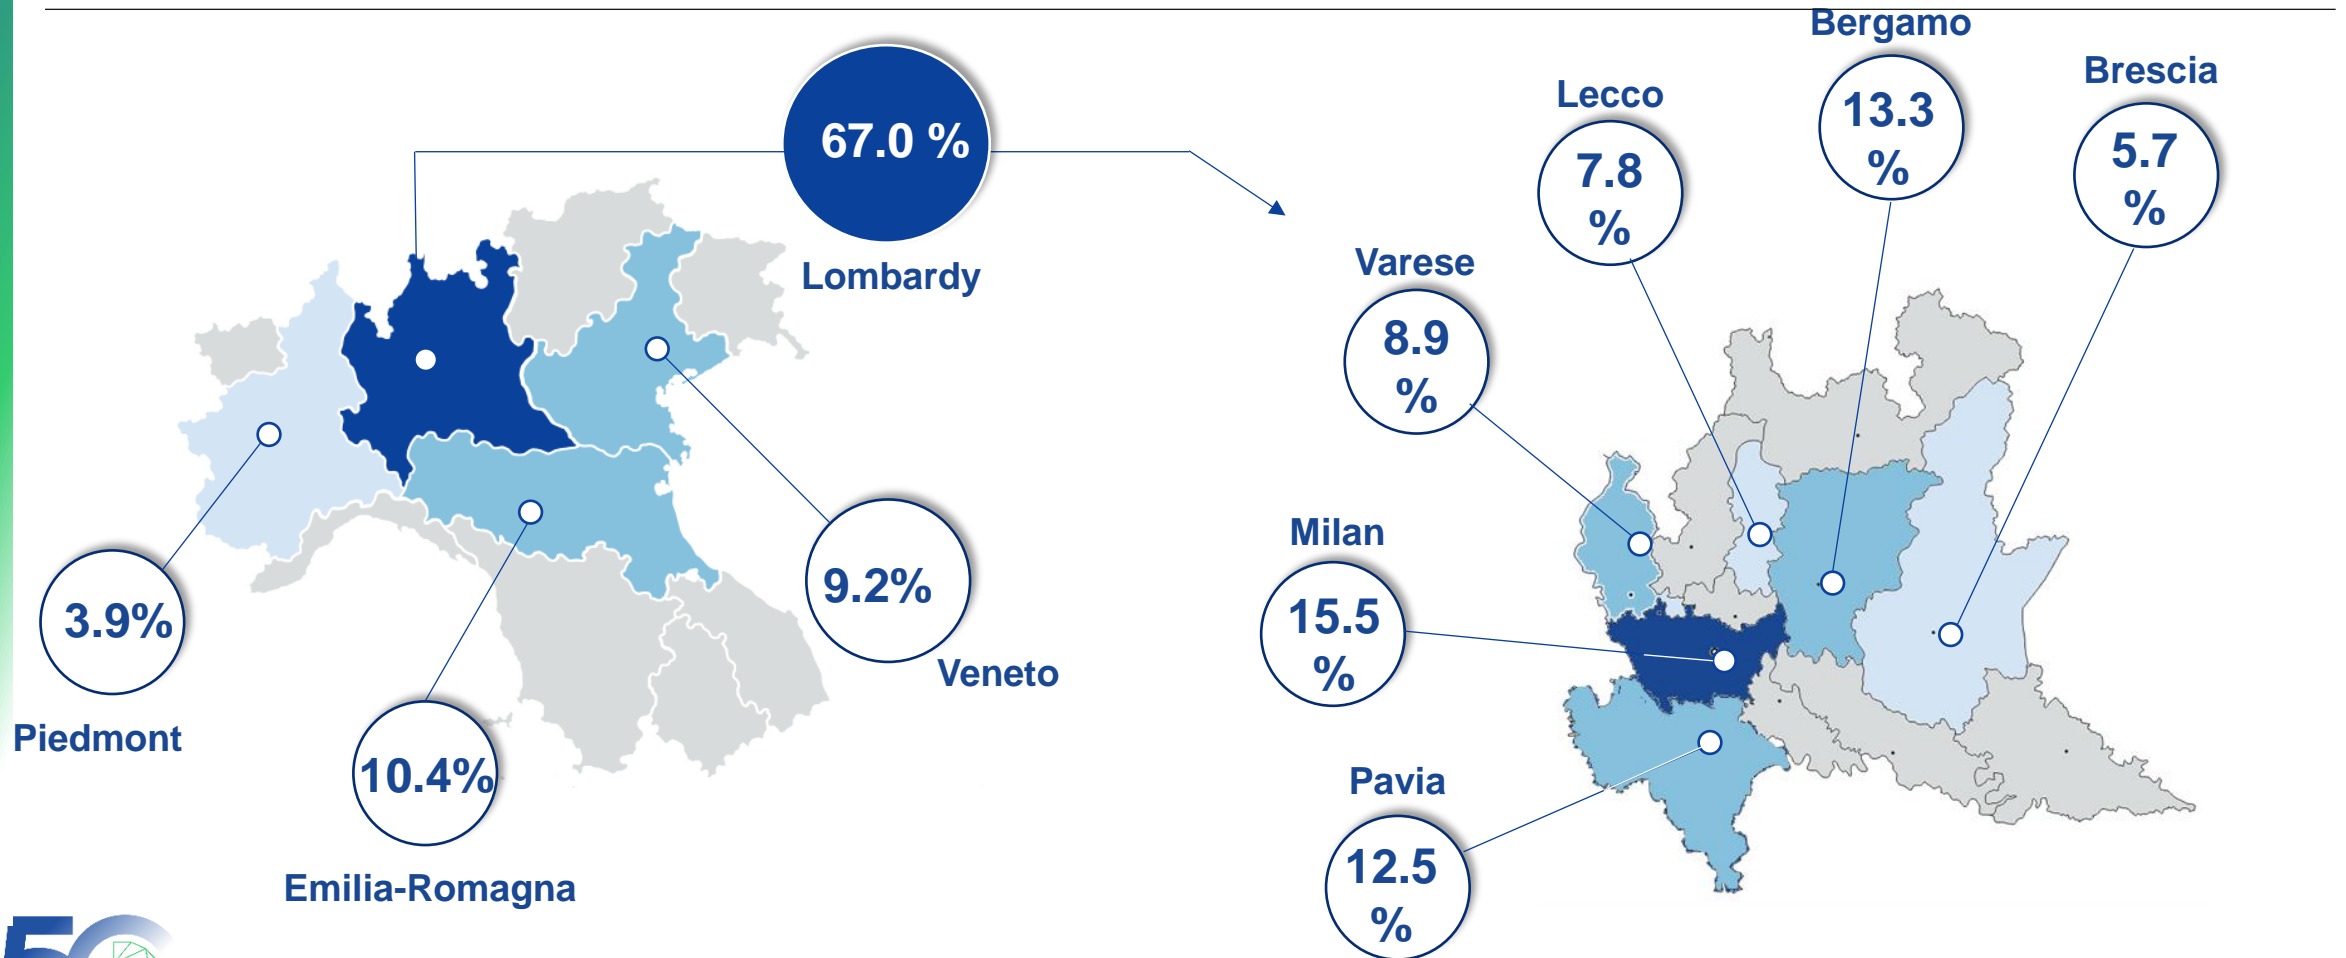 67.0 %
Lombardy
9.2%
Veneto
3.9%
Piedmont
10.4%
Emilia-Romagna
Bergamo
13.3
%
Brescia
5.7
%
Lecco
7.8
%
Varese
8.9
%
Milan
15.5
%
Pavia
12.5
%